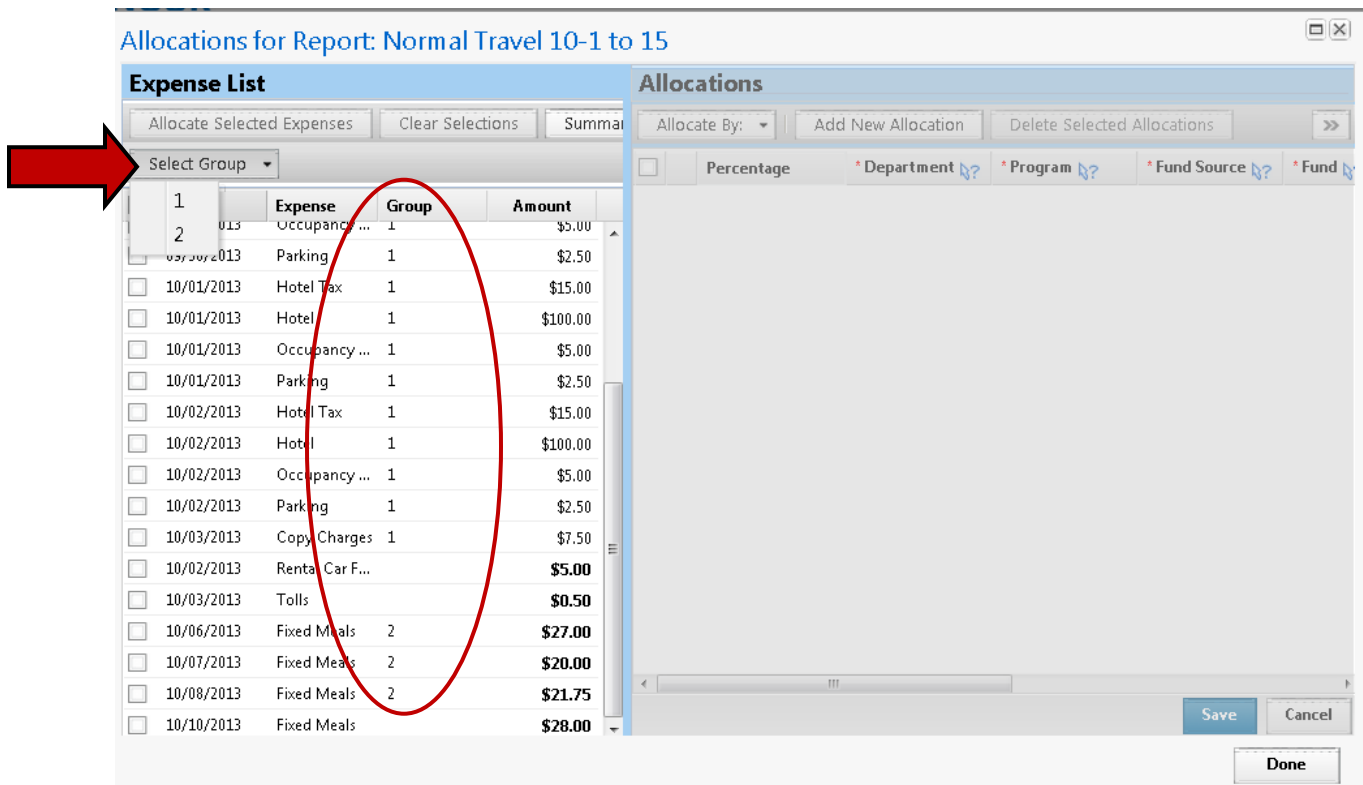 Allocations for Report: Normal Travel 10-1 to 15
Expense List
Allocate Selected Expenses Clear Selections Summar
Select Group
1
2
Expense Group Amount
013 Occupancy ... 1 $5.00
09/30/2013 Parking 1 $2.50
10/01/2013 Hotel Tax 1 $15.00
10/01/2013 Hotel 1 $100.00
10/01/2013 Occupancy ... 1 $5.00
10/01/2013 Parking 1 $2.50
10/02/2013 Hotel Tax 1 $15.00
10/02/2013 Hotel 1 $100.00
10/02/2013 Occupancy ... 1 $5.00
10/02/2013 Parking 1 $2.50
10/03/2013 Copy Charges 1 $7.50
10/02/2013 Rental Car F... $5.00
10/03/2013 Tolls $0.50
10/06/2013 Fixed Meals 2 $27.00
10/07/2013 Fixed Meals 2 $20.00
10/08/2013 Fixed Meals 2 $21.75
10/10/2013 Fixed Meals $28.00
Allocations
Allocate By: Add New Allocation Delete Selected Allocations >>
Percentage *Department ? *Program ? *Fund Source ? *Fund
Save Cancel
Done